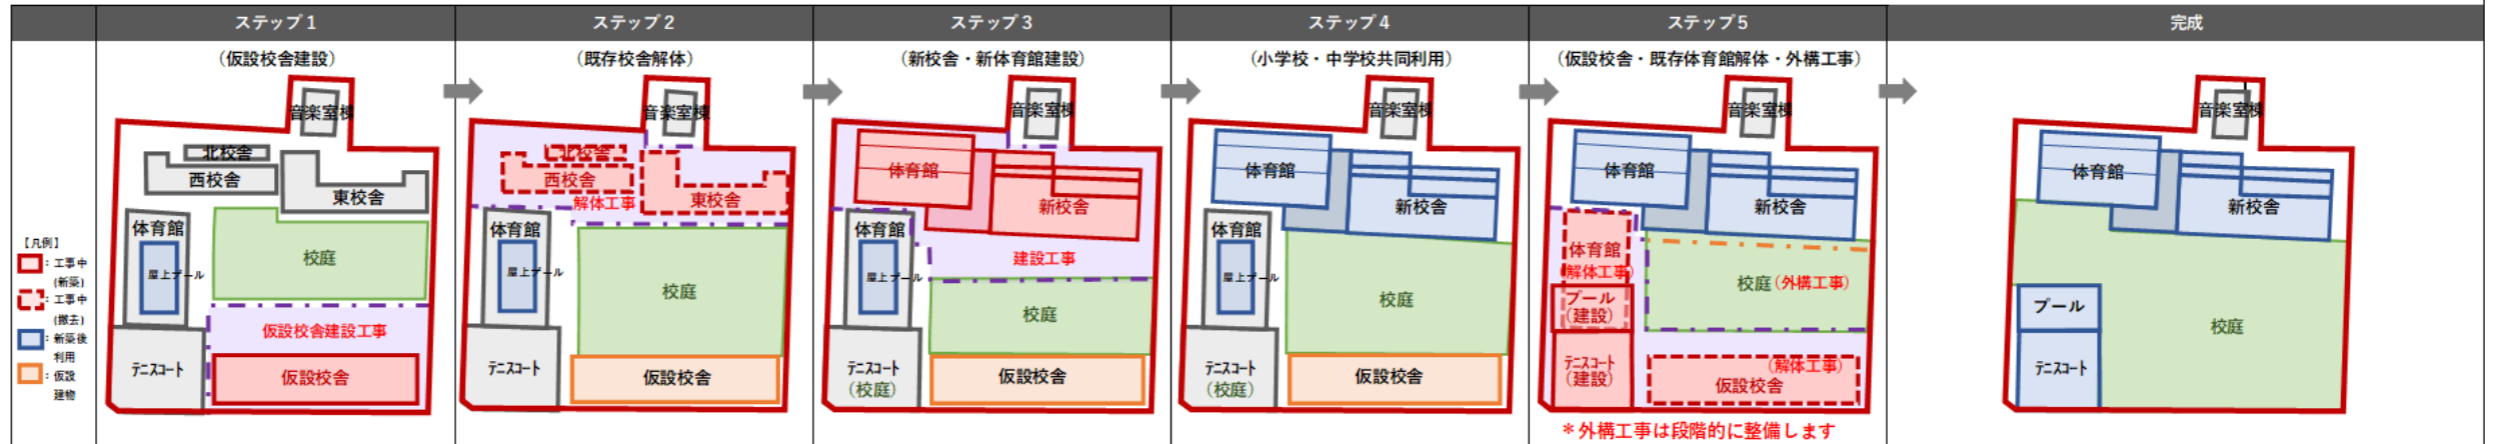 ステップ1
ステップ2
ステップ3
ステップ4
ステップ5
完成
(仮設校舎建設)
(既存校舎解体)
(新校舎・新体育館建設)
(小学校・中学校共同利用)
(仮設校舎・既存体育館解体・外構工事)
【凡例】
:工事中
(新築)
:工事中
(撤去)
:新築後
利用
:仮設
建物
音楽室棟
北校舎
西校舎
東校舎
体育館
屋上プール
校庭
仮設校舎建設工事
テニスコート
仮設校舎
音楽室棟
北校舎
西校舎
東校舎
解体工事
体育館
屋上プール
校庭
テニスコート
仮設校舎
音楽室棟
体育館
新校舎
体育館
建設工事
屋上プール
校庭
テニスコート
(校庭)
仮設校舎
音楽室棟
体育館
新校舎
体育館
屋上プール
校庭
テニスコート
(校庭)
仮設校舎
音楽室棟
体育館
新校舎
体育館
(解体工事)
校庭(外構工事)
プール
(建設)
テニスコート
(建設)
(解体工事)
仮設校舎
*外構工事は段階的に整備します
音楽室棟
体育館
新校舎
プール
校庭
テニスコート